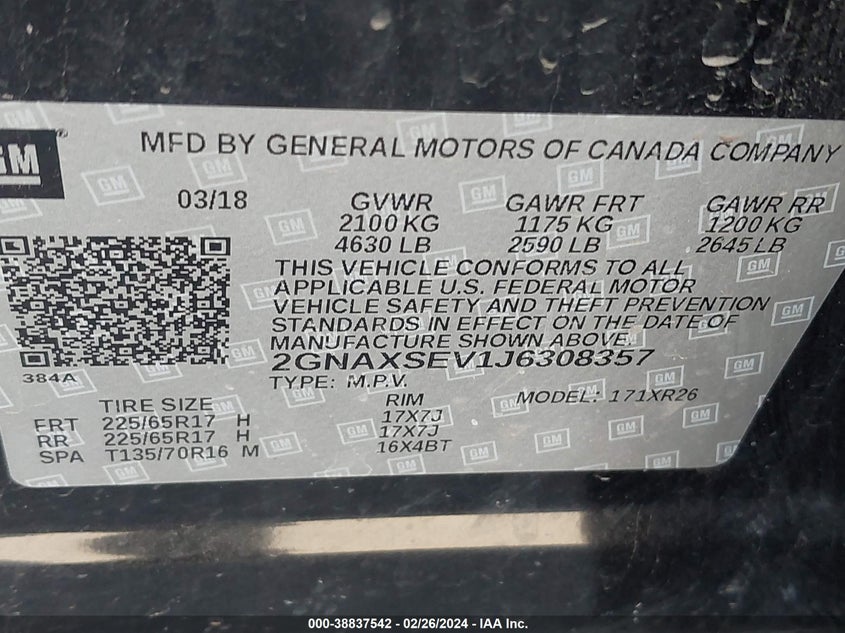 GM
®
MFD BY GENERAL MOTORS OF CANADA COMPANY
03/18 GVWR GAWR FRT GAWR RR
2100 KG 1175 KG 1200 KG
4630 LB 2590 LB 2645 LB
THIS VEHICLE CONFORMS TO ALL
APPLICABLE U.S. FEDERAL MOTOR
VEHICLE SAFETY AND THEFT PREVENTION
STANDARDS IN EFFECT ON THE DATE OF
MANUFACTURE SHOWN ABOVE.
2GNAXSEV1J6308357
384A
TYPE: M.P.V.
TIRE SIZE RIM MODEL: 171XR26
FRT 225/65R17 H 17X7J
RR 225/65R17 H 17X7J
SPA T135/70R16 M 16X4BT
000-38837542 - 02/26/2024 - IAA Inc.